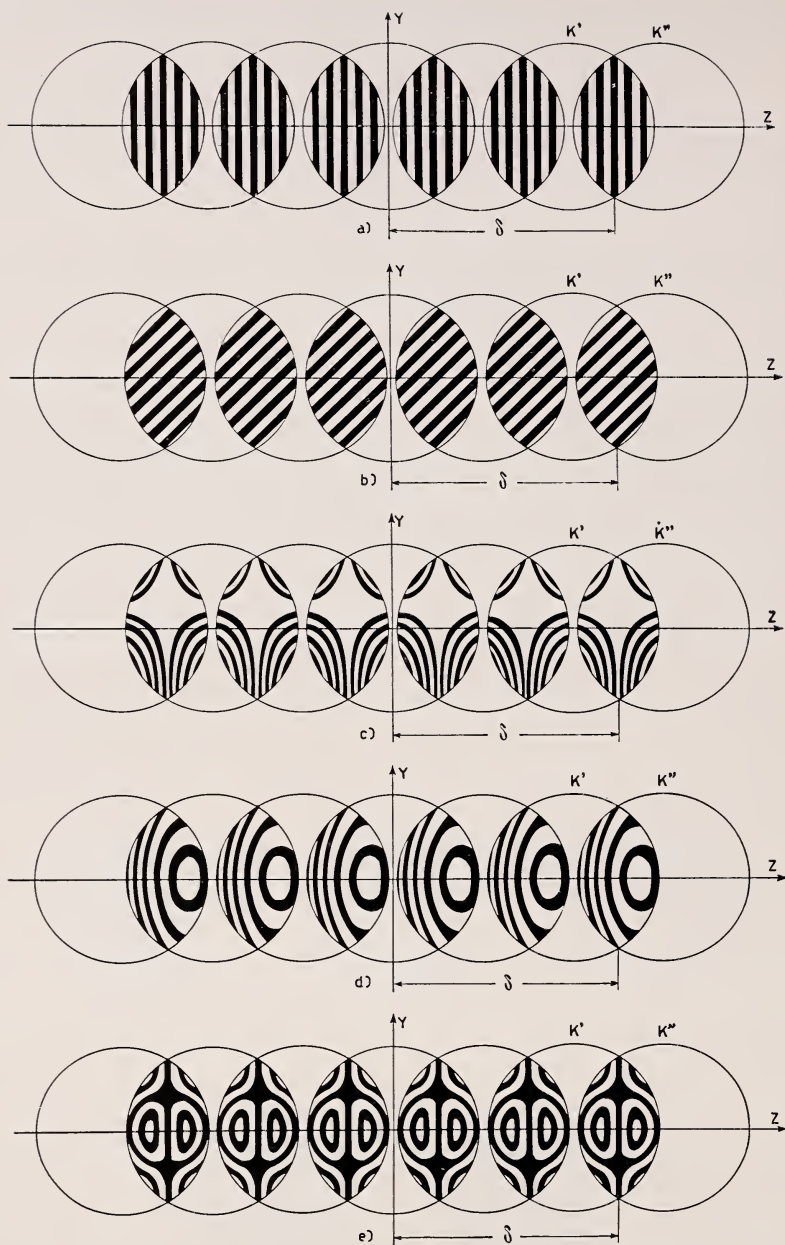 Y K' K"
Z
a) δ
Y K' K"
Z
b) δ
Y K' K"
Z
c) δ
Y K' K"
Z
d) δ
Y K' K"
Z
e) δ